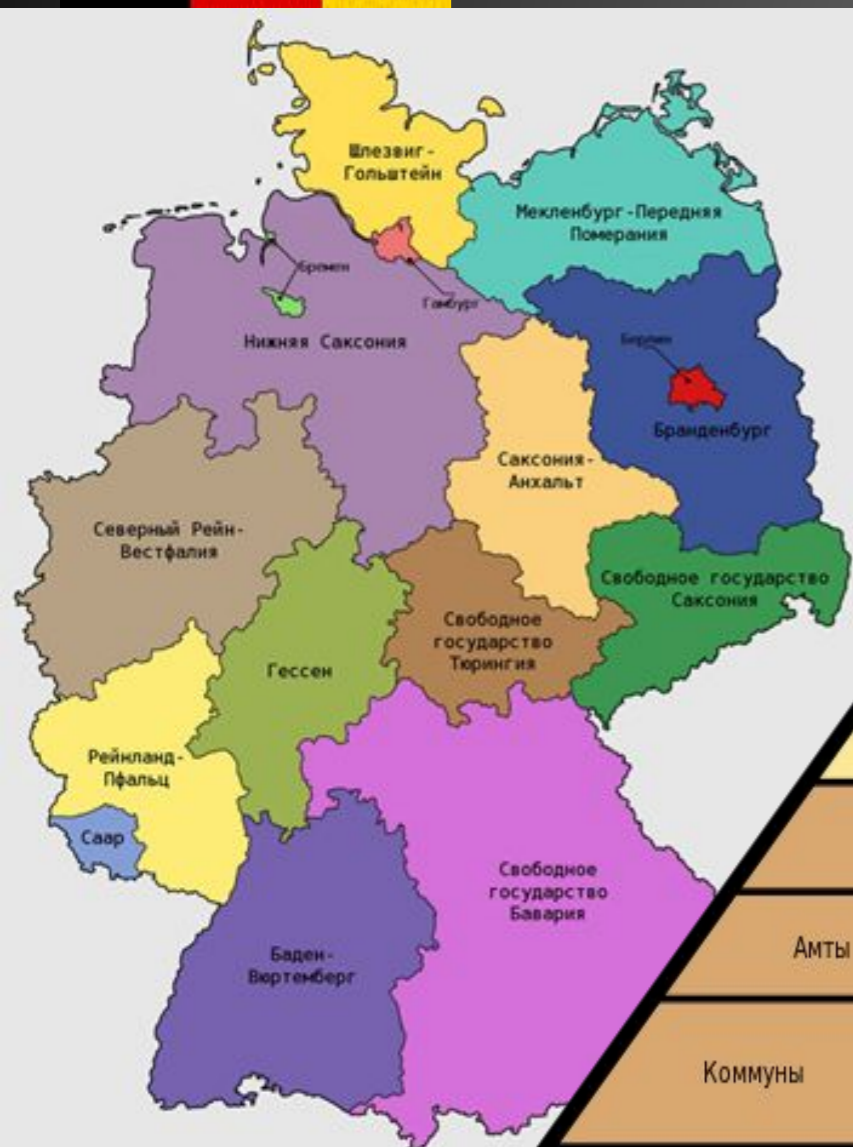 Шлезвиг-
Гольштейн
Мекленбург-Передняя
Померания
Бремен
Гамбург
Нижняя Саксония
Берлин
Бранденбург
Саксония-
Анхальт
Северный Рейн-
Вестфалия
Свободное государство
Саксония
Свободное
государство
Тюрингия
Гессен
Рейнланд-
Пфальц
Саар
Свободное
государство
Бавария
Баден-
Вюртемберг
Амты
Коммуны